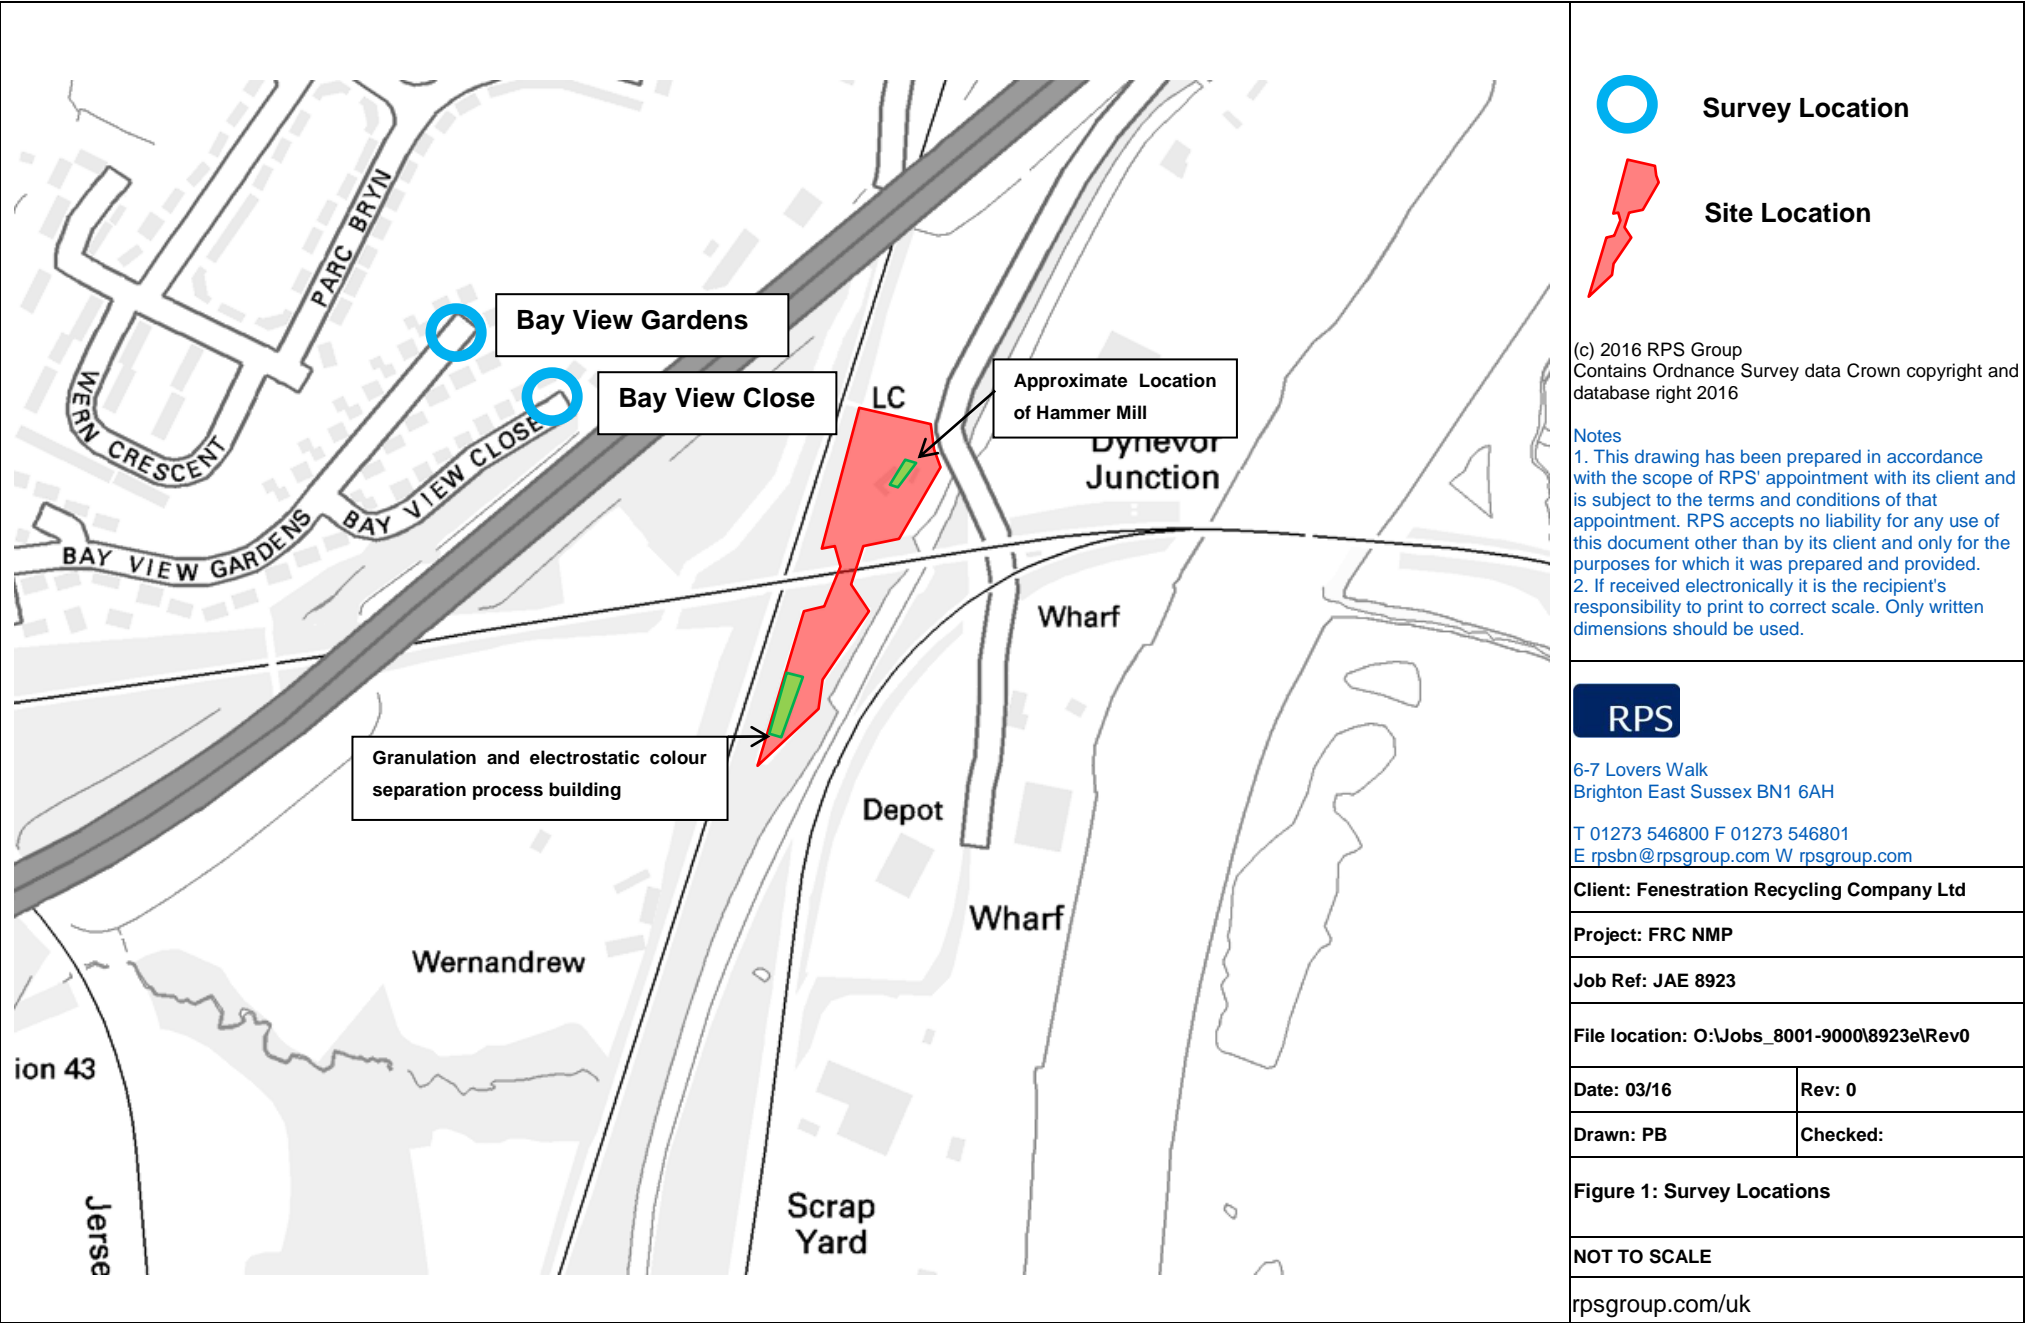 PARC BRYN
WERN CRESCENT
BAY VIEW GARDENS
BAY VIEW CLOSE
Bay View Gardens
Bay View Close
LC
Approximate Location
of Hammer Mill
Dynevor
Junction
Wharf
Granulation and electrostatic colour
separation process building
Depot
Wharf
Wernandrew
ion 43
Jerse
Scrap
Yard
Survey Location
Site Location
(c) 2016 RPS Group
Contains Ordnance Survey data Crown copyright and
database right 2016
Notes
1. This drawing has been prepared in accordance
with the scope of RPS' appointment with its client and
is subject to the terms and conditions of that
appointment. RPS accepts no liability for any use of
this document other than by its client and only for the
purposes for which it was prepared and provided.
2. If received electronically it is the recipient's
responsibility to print to correct scale. Only written
dimensions should be used.
RPS
6-7 Lovers Walk
Brighton East Sussex BN1 6AH
T 01273 546800 F 01273 546801
E rpsbn@rpsgroup.com W rpsgroup.com
Client: Fenestration Recycling Company Ltd
Project: FRC NMP
Job Ref: JAE 8923
File location: O:\Jobs_8001-9000\8923e\Rev0
Date: 03/16
Rev: 0
Drawn: PB
Checked:
Figure 1: Survey Locations
NOT TO SCALE
rpsgroup.com/uk